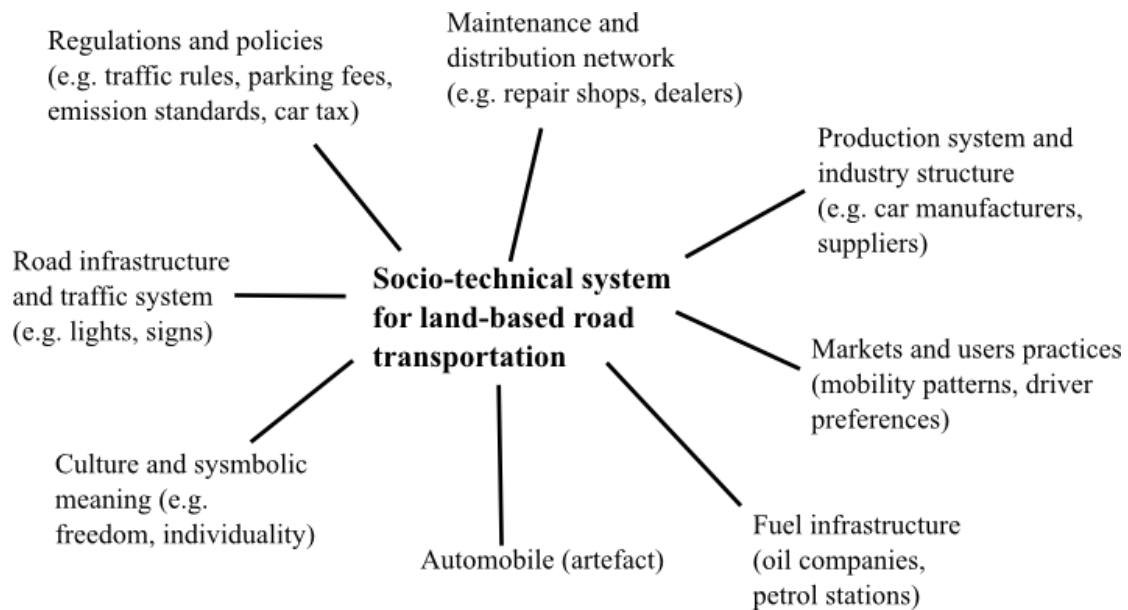 Regulations and policies
(e.g. traffic rules, parking fees,
emission standards, car tax)
Maintenance and
distribution network
(e.g. repair shops, dealers)
Production system and
industry structure
(e.g. car manufacturers,
suppliers)
Road infrastructure
and traffic system
(e.g. lights, signs)
Socio-technical system
for land-based road
transportation
Markets and users practices
(mobility patterns, driver
preferences)
Culture and sysmbolic
meaning (e.g.
freedom, individuality)
Automobile (artefact)
Fuel infrastructure
(oil companies,
petrol stations)